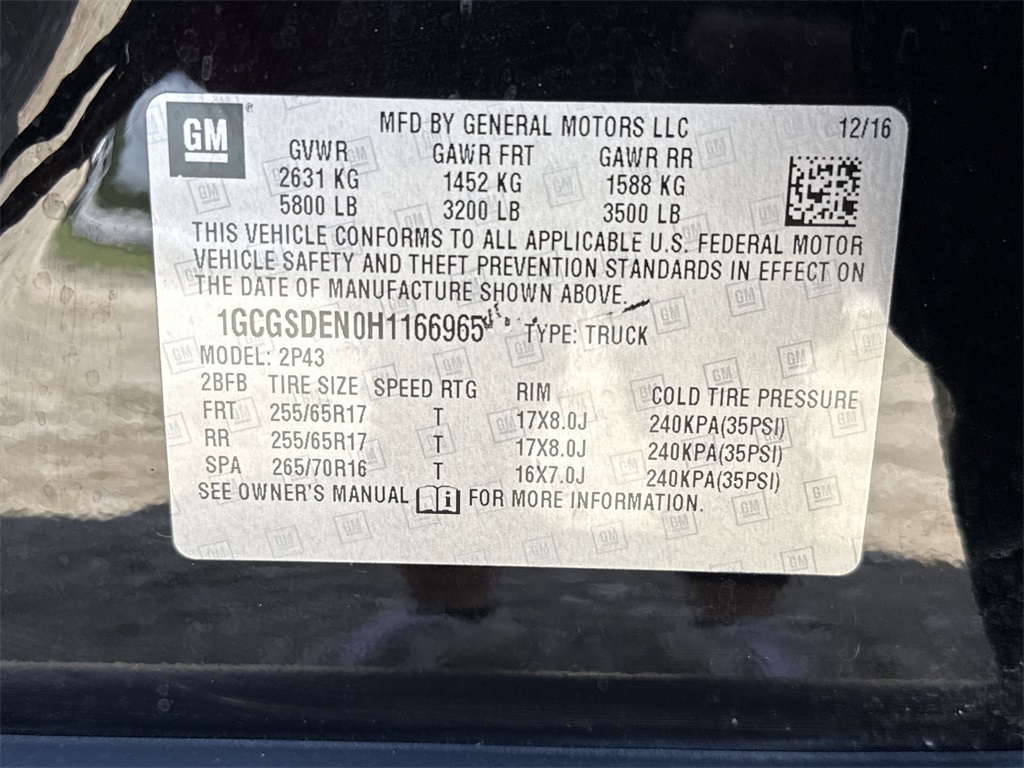 GM
MFD BY GENERAL MOTORS LLC 12/16
GVWR GAWR FRT GAWR RR
2631 KG 1452 KG 1588 KG
5800 LB 3200 LB 3500 LB
THIS VEHICLE CONFORMS TO ALL APPLICABLE U.S. FEDERAL MOTOR
VEHICLE SAFETY AND THEFT PREVENTION STANDARDS IN EFFECT ON
THE DATE OF MANUFACTURE SHOWN ABOVE.
1GCGSDEN0H1166965 TYPE: TRUCK
MODEL: 2P43
2BFB TIRE SIZE SPEED RTG RIM COLD TIRE PRESSURE
FRT 255/65R17 T 17X8.0J 240KPA(35PSI)
RR 255/65R17 T 17X8.0J 240KPA(35PSI)
SPA 265/70R16 T 16X7.0J 240KPA(35PSI)
SEE OWNER'S MANUAL FOR MORE INFORMATION.